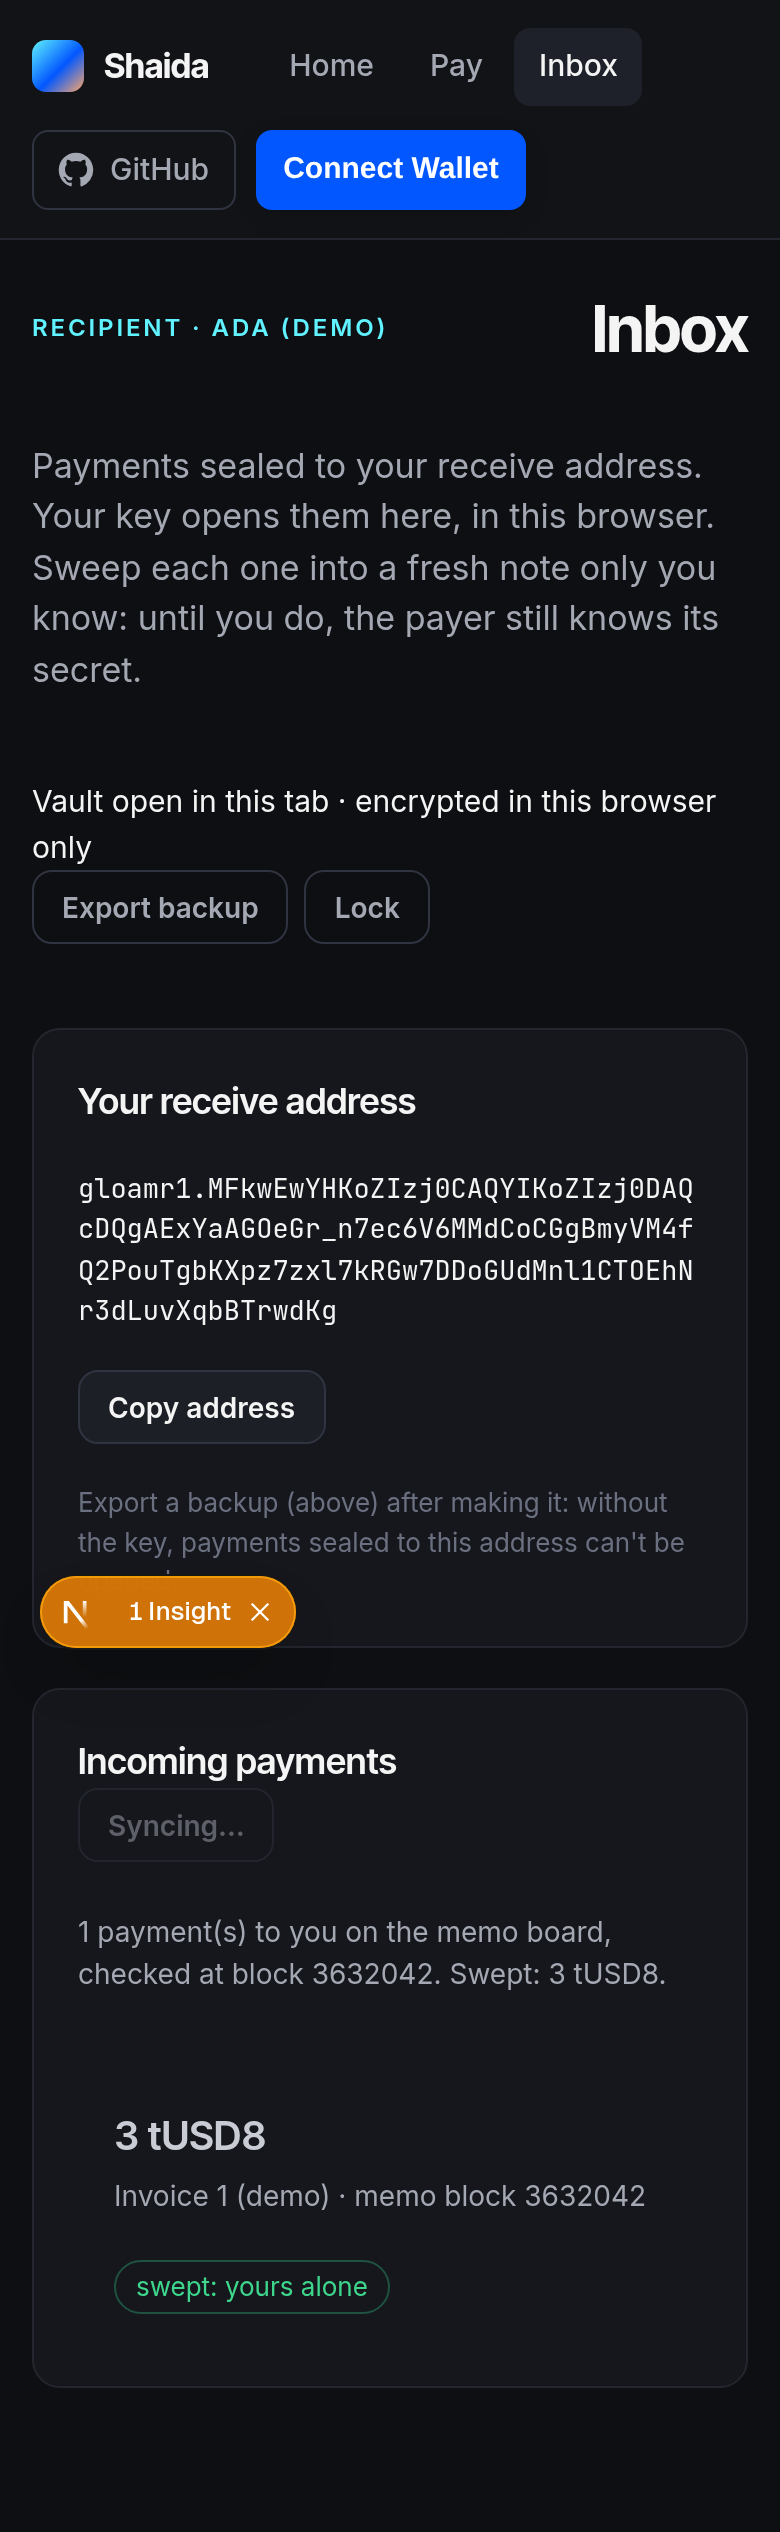 Shaida
Home
Pay
Inbox
GitHub
Connect Wallet
RECIPIENT · ADA (DEMO)
Inbox
Payments sealed to your receive address.
Your key opens them here, in this browser.
Sweep each one into a fresh note only you
know: until you do, the payer still knows its
secret.
Vault open in this tab · encrypted in this browser
only
Export backup
Lock
Your receive address
gloamr1.MFkwEwYHKoZIzj0CAQYIKoZIzj0DAQ
cDQgAExYaAGOeGr_n7ec6V6MMdCoCGgBmyVM4f
Q2PouTgbKXpz7zxl7kRGw7DDoGUdMnl1CTOEhN
r3dLuvXqbBTrwdKg
Copy address
Export a backup (above) after making it: without
the key, payments sealed to this address can't be
1 Insight
Incoming payments
Syncing...
1 payment(s) to you on the memo board,
checked at block 3632042. Swept: 3 tUSD8.
3 tUSD8
Invoice 1 (demo) · memo block 3632042
swept: yours alone